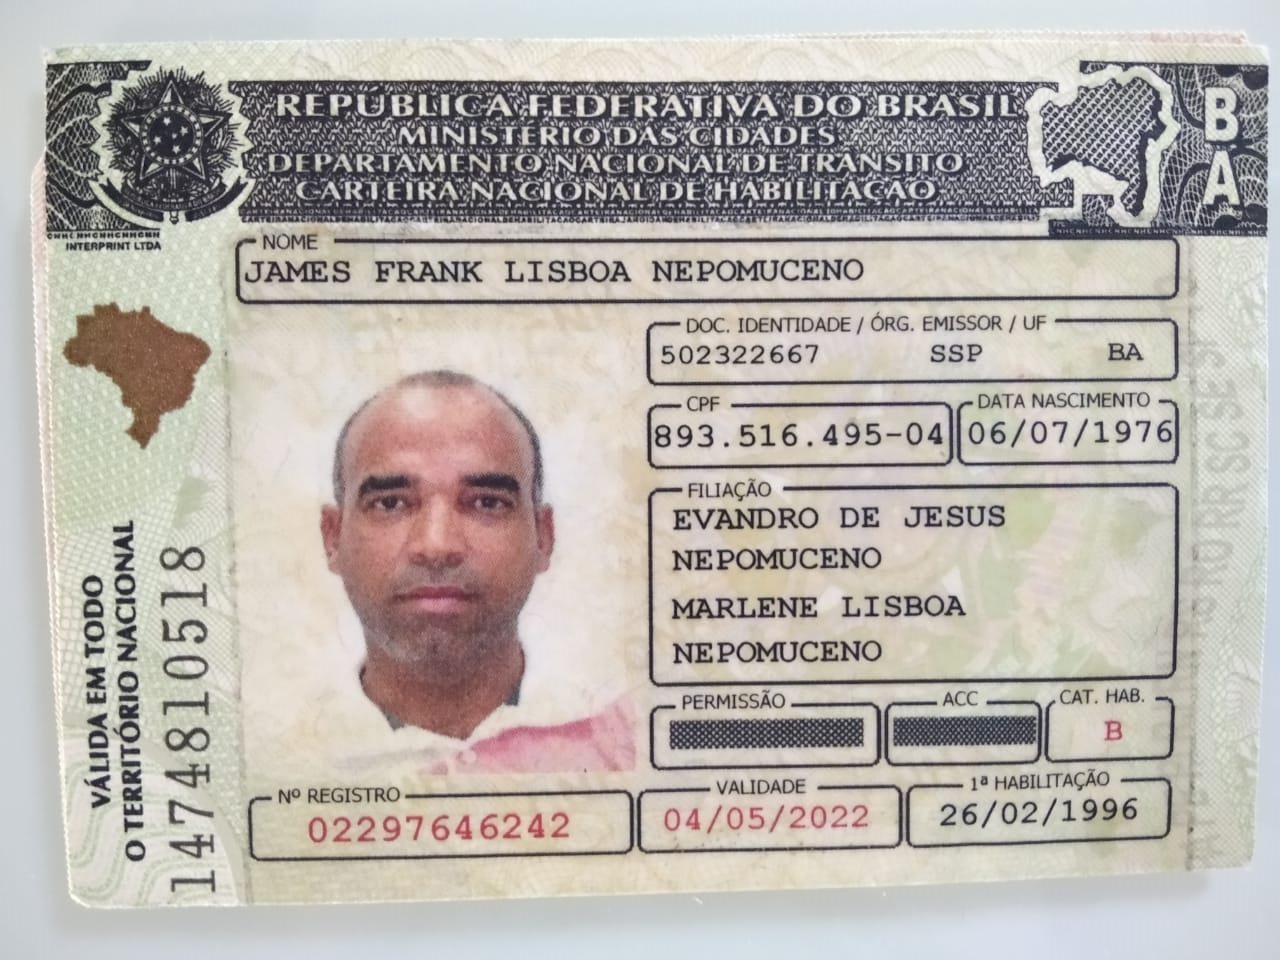 REPÚBLICA FEDERATIVA DO BRASIL
MINISTÉRIO DAS CIDADES
DEPARTAMENTO NACIONAL DE TRÂNSITO
CARTEIRA NACIONAL DE HABILITAÇÃO
BA
INTERPRINT LTDA
NOME
JAMES FRANK LISBOA NEPOMUCENO
DOC. IDENTIDADE / ÓRG. EMISSOR / UF
502322667 SSP BA
CPF
893.516.495-04
DATA NASCIMENTO
06/07/1976
FILIAÇÃO
EVANDRO DE JESUS
NEPOMUCENO
MARLENE LISBOA
NEPOMUCENO
PERMISSÃO
ACC
CAT. HAB.
B
Nº REGISTRO
02297646242
VALIDADE
04/05/2022
1ª HABILITAÇÃO
26/02/1996
VÁLIDA EM TODO
O TERRITÓRIO NACIONAL
1474810518